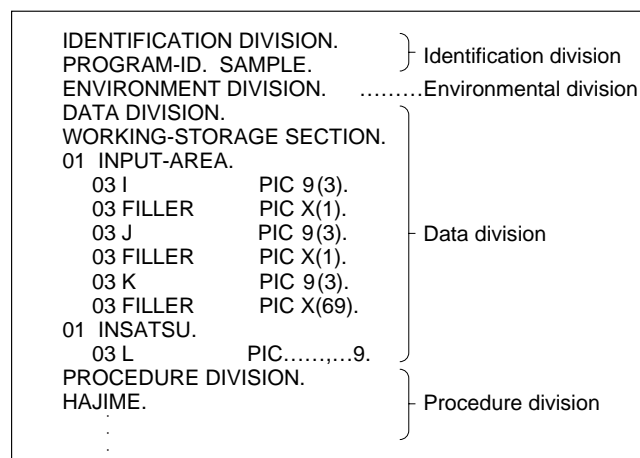 IDENTIFICATION DIVISION.
PROGRAM-ID. SAMPLE.
Identification division
ENVIRONMENT DIVISION. ………Environmental division
DATA DIVISION.
WORKING-STORAGE SECTION.
01 INPUT-AREA.
03 I PIC 9(3).
03 FILLER PIC X(1).
03 J PIC 9(3).
03 FILLER PIC X(1).
03 K PIC 9(3).
03 FILLER PIC X(69).
01 INSATSU.
03 L PIC……,…9.
Data division
PROCEDURE DIVISION.
HAJIME.
Procedure division